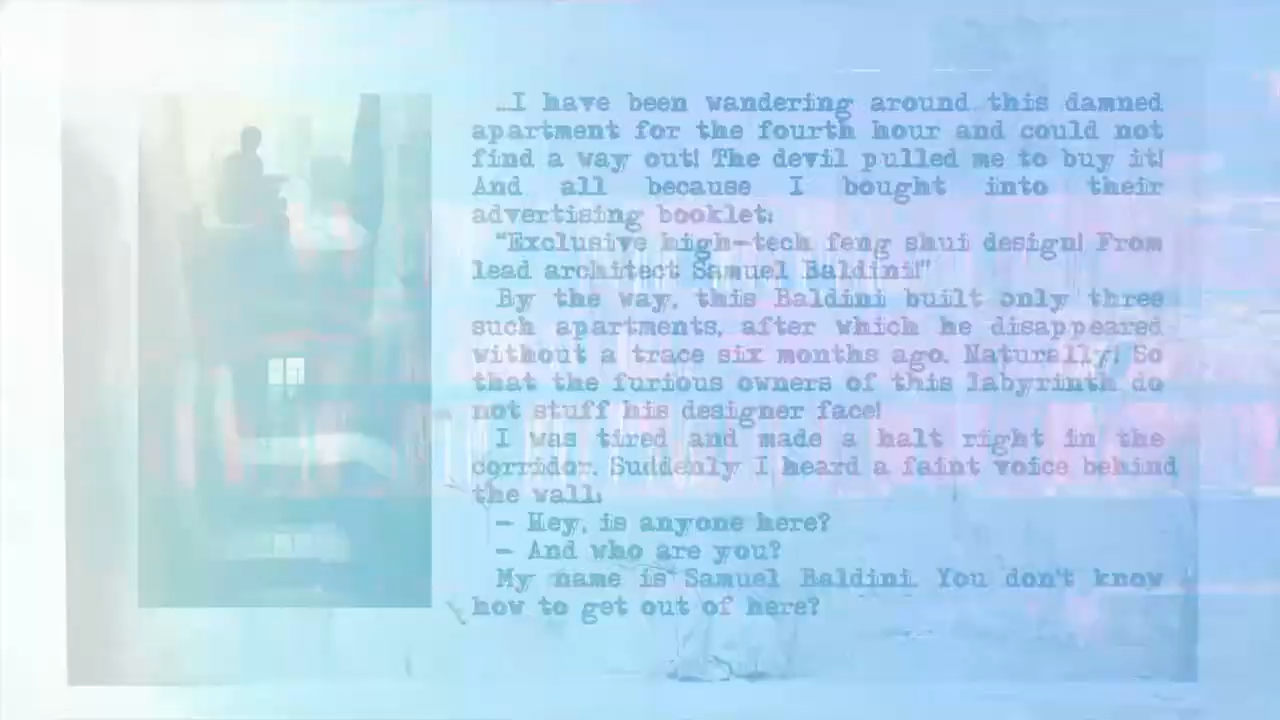 …I have been wandering around this damned
apartment for the fourth hour and could not
find a way out! The devil pulled me to buy it!
And all because I bought into their
advertising booklet:
"Exclusive high-tech feng shui design! From
lead architect Samuel Baldini!"
By the way, this Baldini built only three
such apartments, after which he disappeared
without a trace six months ago. Naturally! So
that the furious owners of this labyrinth do
not stuff his designer face!
I was tired and made a halt right in the
corridor. Suddenly I heard a faint voice behind
the wall:
– Hey, is anyone here?
– And who are you?
My name is Samuel Baldini. You don't know
how to get out of here?